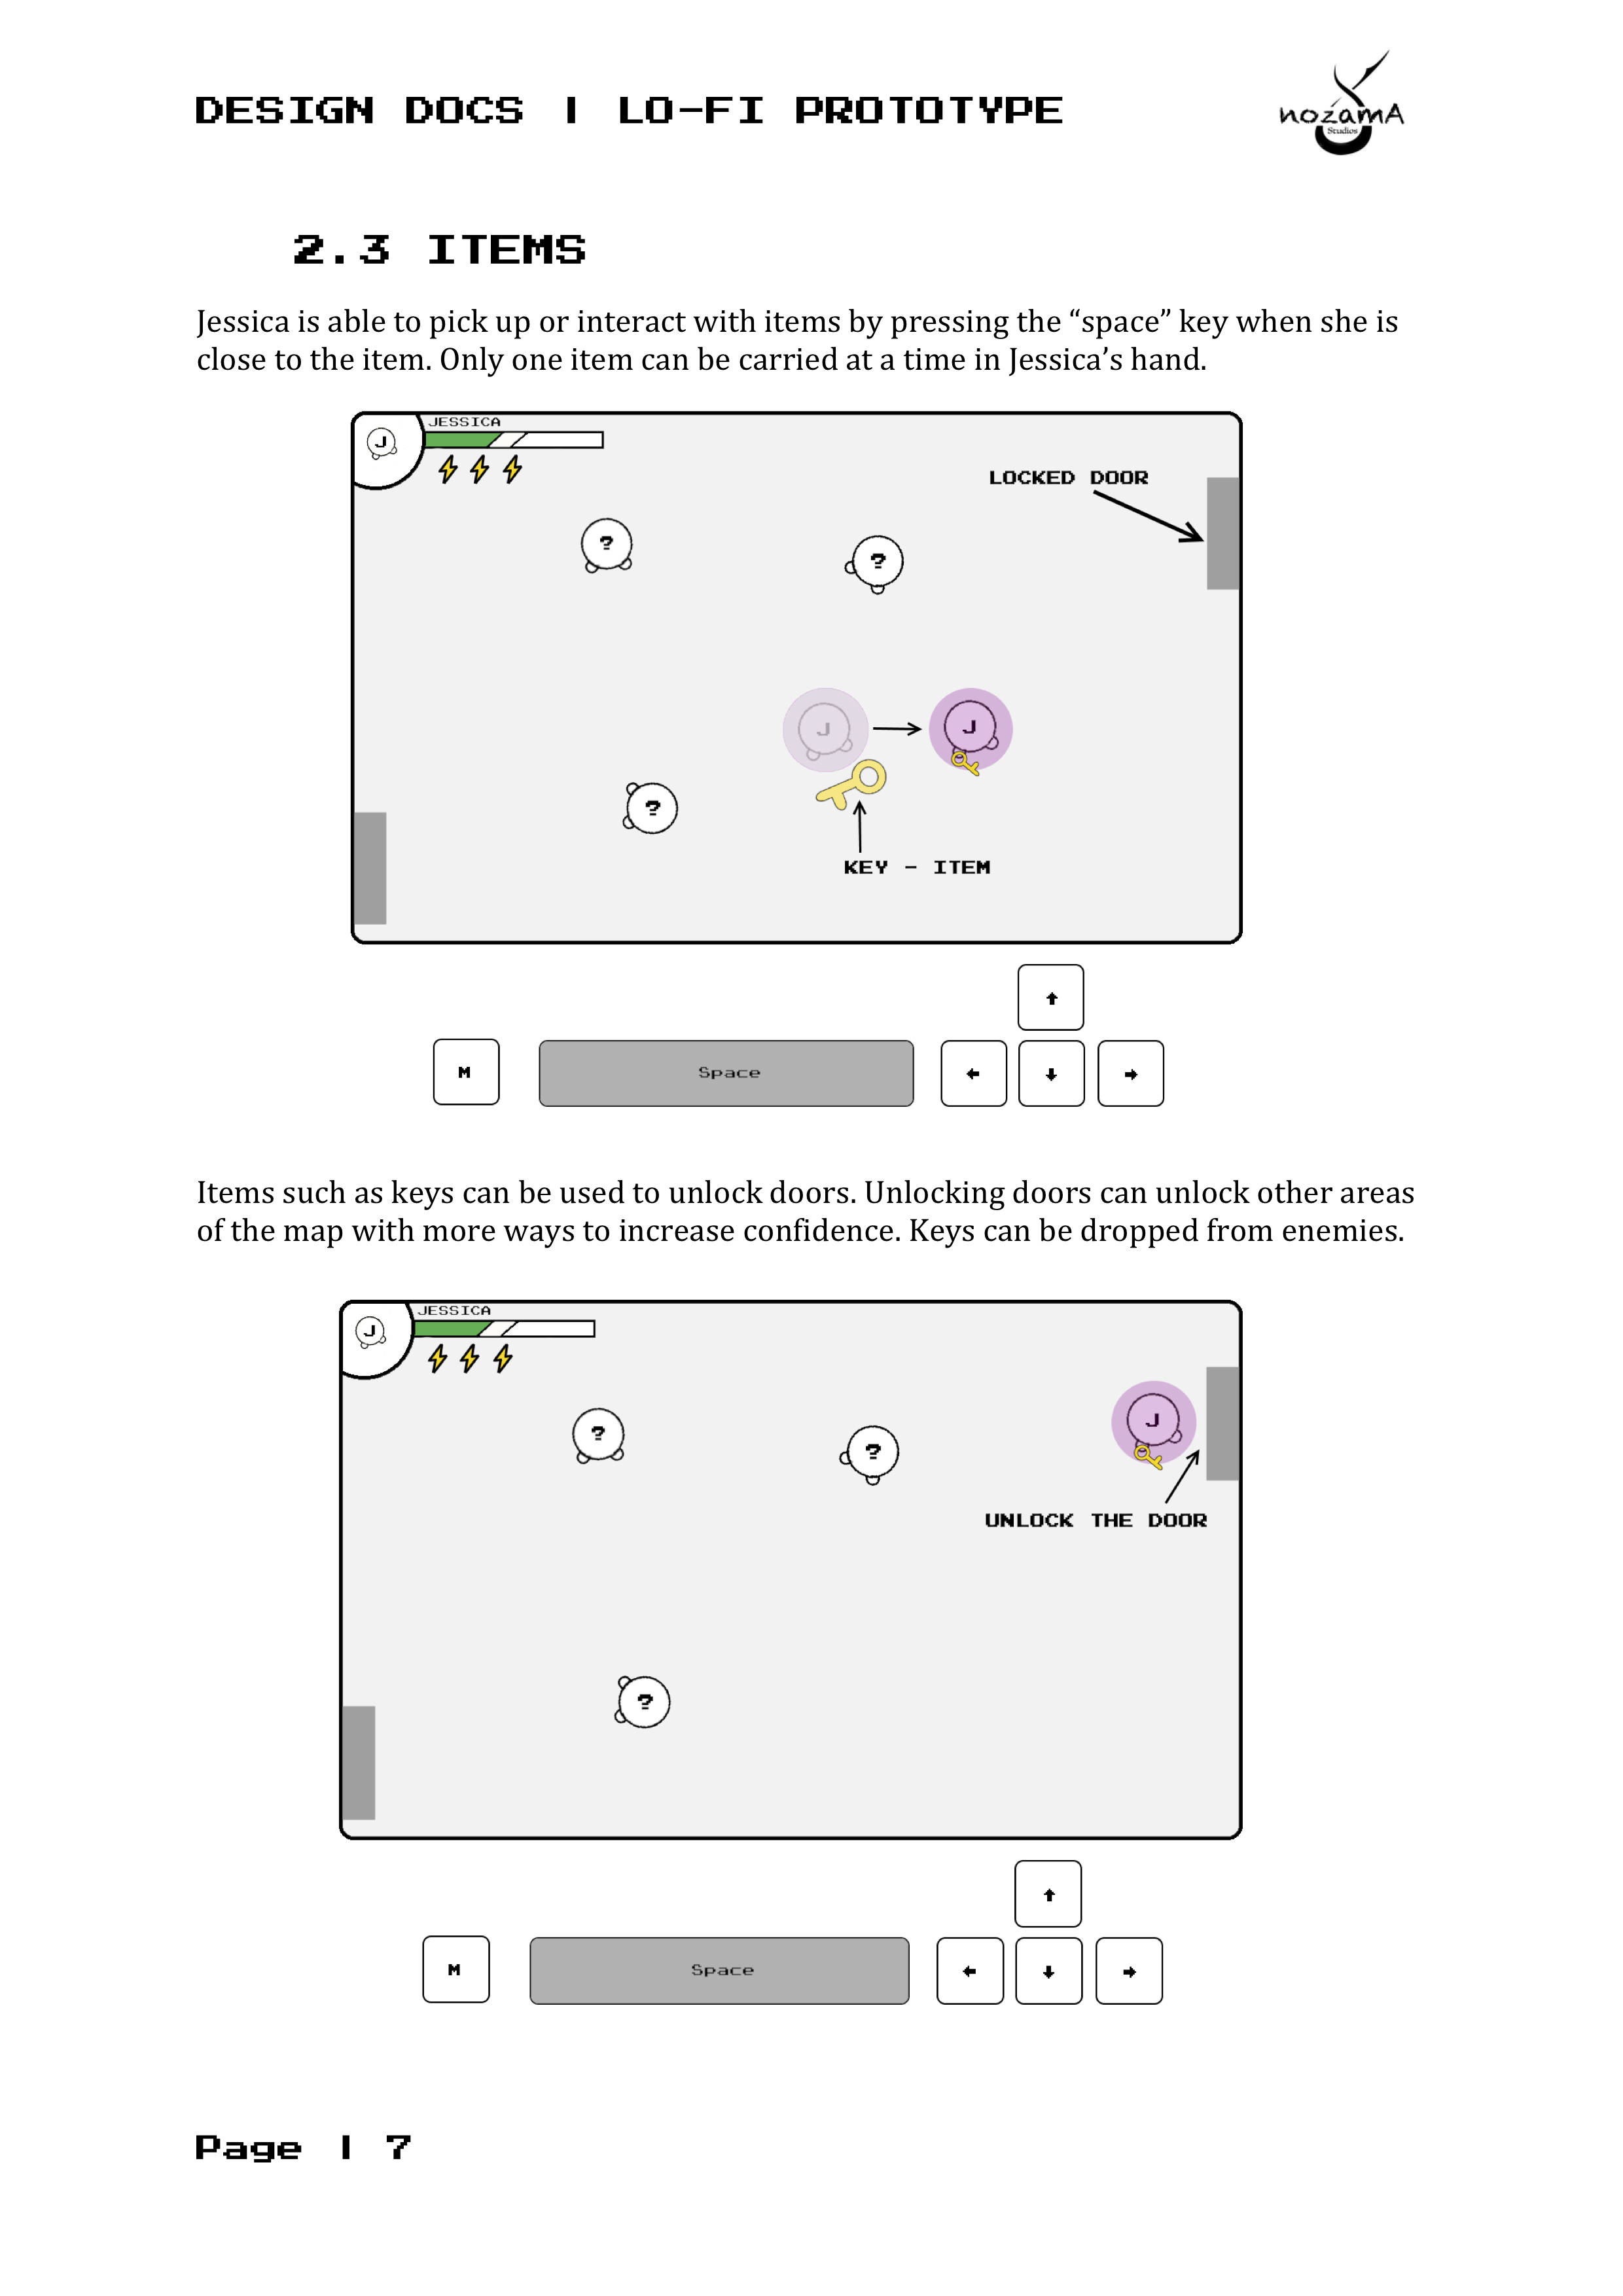 DESIGN DOCS | LO-FI PROTOTYPE
nozamA
Studios
2.3 ITEMS
Jessica is able to pick up or interact with items by pressing the “space” key when she is
close to the item. Only one item can be carried at a time in Jessica’s hand.
JESSICA
J
LOCKED DOOR
?
?
J
J
?
KEY - ITEM
↑
M
Space
← ↓ →
Items such as keys can be used to unlock doors. Unlocking doors can unlock other areas
of the map with more ways to increase confidence. Keys can be dropped from enemies.
JESSICA
J
J
?
?
UNLOCK THE DOOR
?
↑
M
Space
← ↓ →
Page | 7